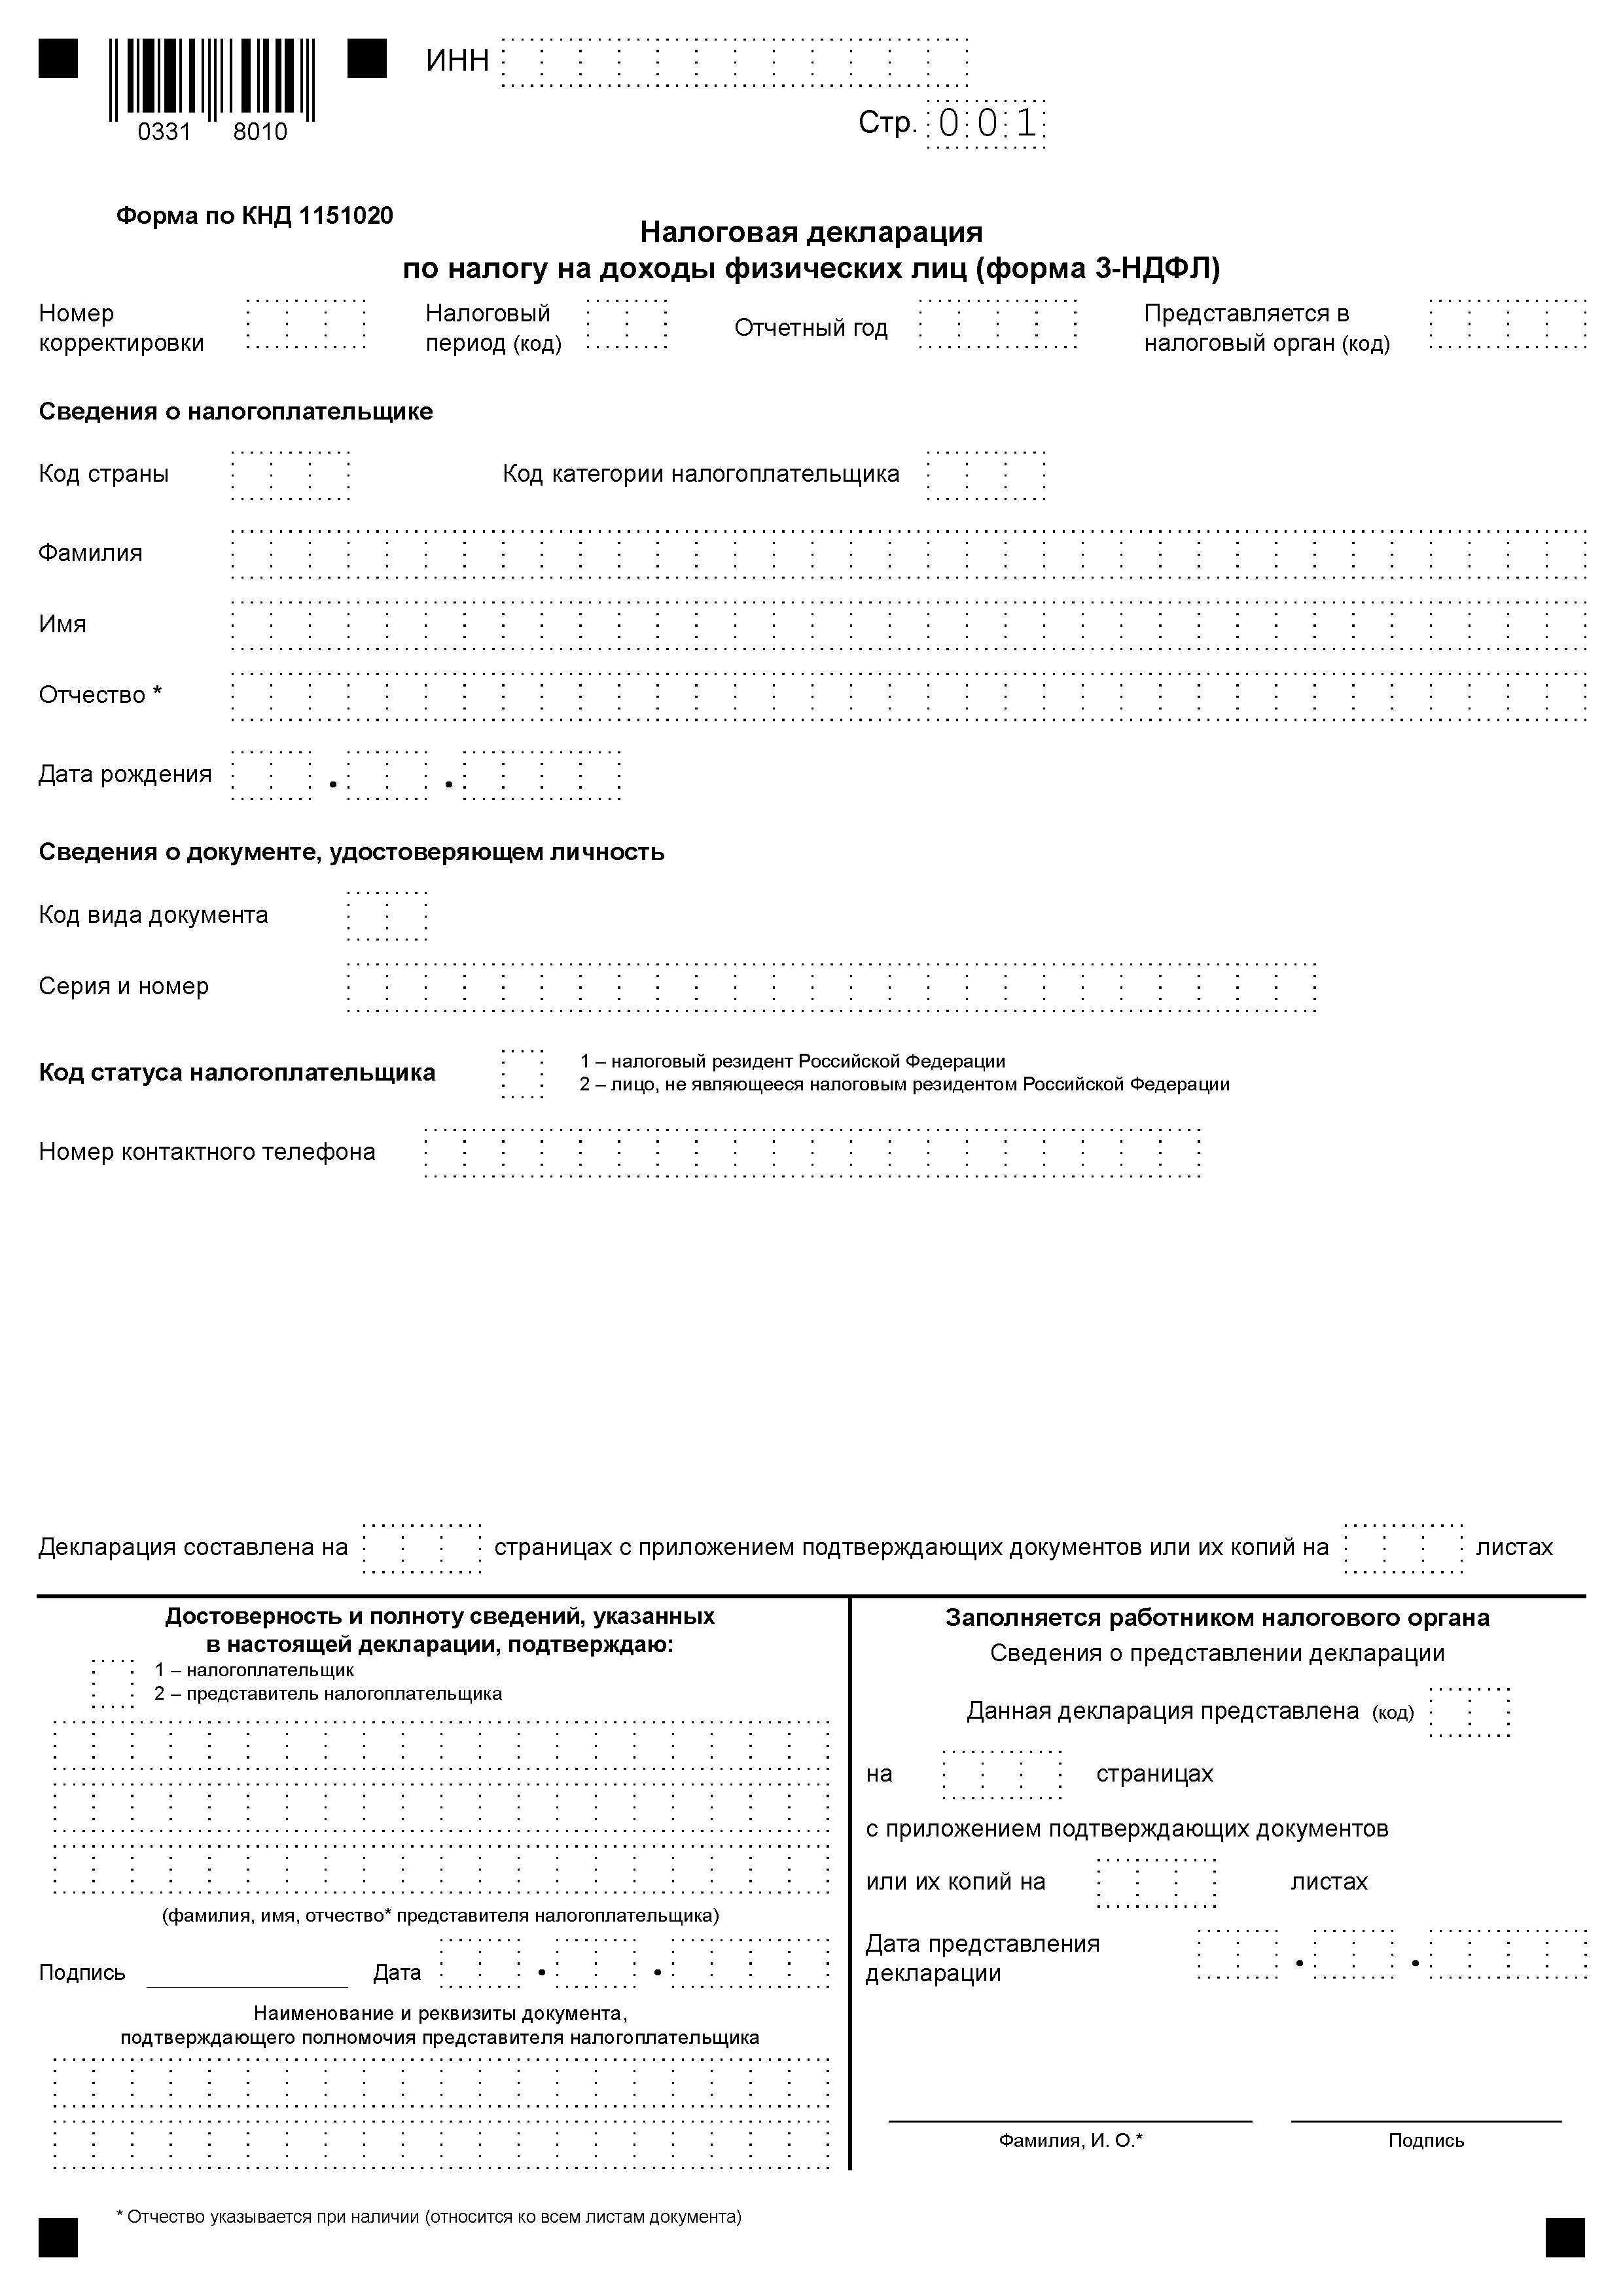 ИНН
Стр. 001
0331 8010
Форма по КНД 1151020
Налоговая декларация
по налогу на доходы физических лиц (форма 3-НДФЛ)
Номер корректировки
Налоговый период (код)
Отчетный год
Представляется в налоговый орган (код)
Сведения о налогоплательщике
Код страны
Код категории налогоплательщика
Фамилия
Имя
Отчество *
Дата рождения . .
Сведения о документе, удостоверяющем личность
Код вида документа
Серия и номер
Код статуса налогоплательщика
1 – налоговый резидент Российской Федерации
2 – лицо, не являющееся налоговым резидентом Российской Федерации
Номер контактного телефона
Декларация составлена на страницах с приложением подтверждающих документов или их копий на листах
Достоверность и полноту сведений, указанных
в настоящей декларации, подтверждаю:
1 – налогоплательщик
2 – представитель налогоплательщика
(фамилия, имя, отчество* представителя налогоплательщика)
Подпись Дата . .
Наименование и реквизиты документа,
подтверждающего полномочия представителя налогоплательщика
Заполняется работником налогового органа
Сведения о представлении декларации
Данная декларация представлена (код)
на страницах
с приложением подтверждающих документов
или их копий на листах
Дата представления
декларации . .
Фамилия, И. О.* Подпись
* Отчество указывается при наличии (относится ко всем листам документа)